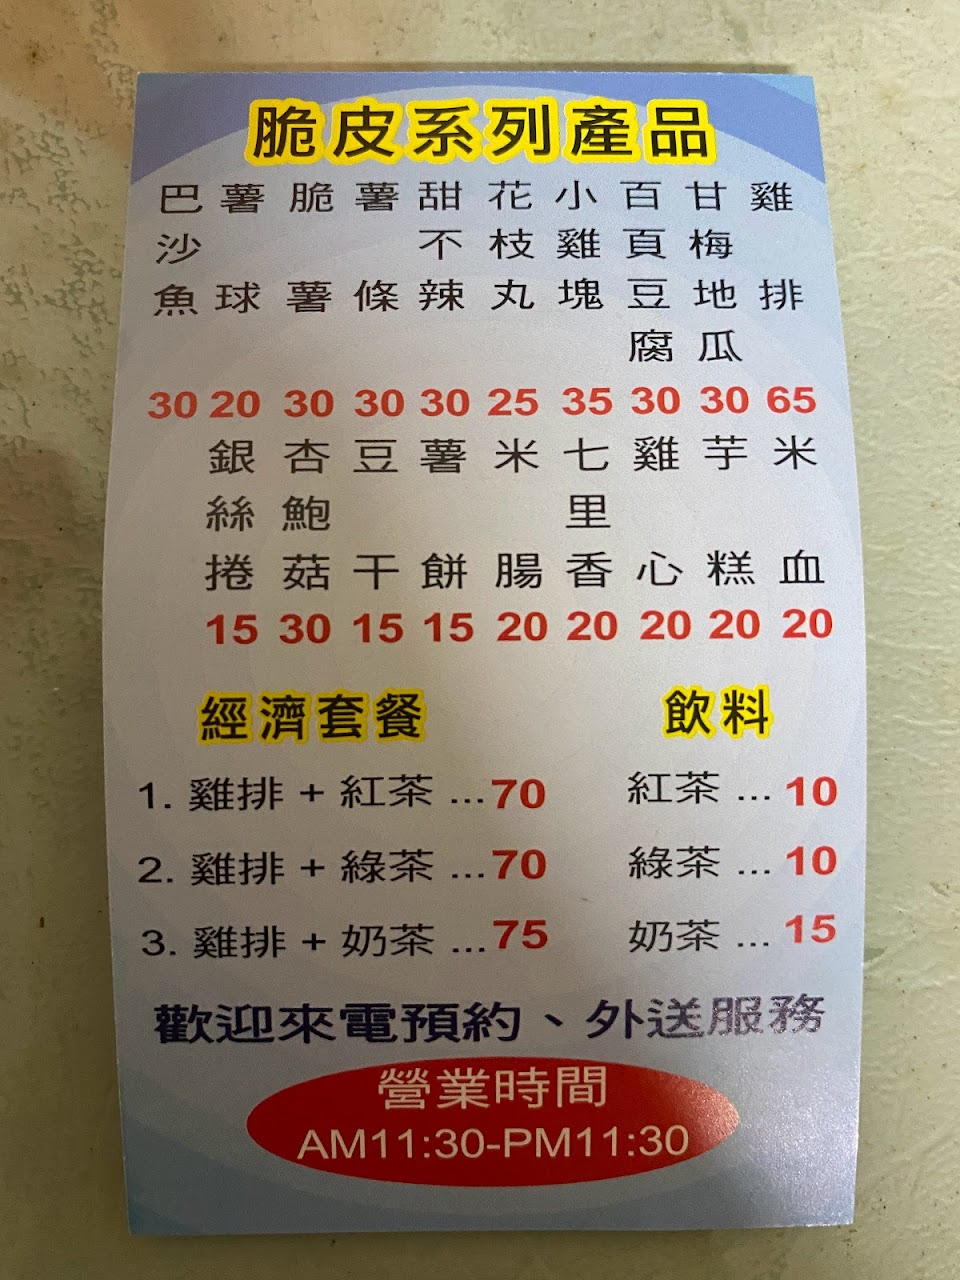 脆皮系列產品
雞排 65
甘梅地瓜 30
百頁豆腐 30
小雞塊 35
花枝丸 25
甜不辣 30
薯條 30
脆薯 30
薯球 20
巴沙魚 30
米血 20
芋糕 20
雞心 20
七里香 20
米腸 20
薯餅 15
豆干 15
杏鮑菇 30
銀絲捲 15
經濟套餐
1. 雞排 + 紅茶 ...70
2. 雞排 + 綠茶 ...70
3. 雞排 + 奶茶 ...75
飲料
紅茶 ... 10
綠茶 ... 10
奶茶 ... 15
歡迎來電預約、外送服務
營業時間
AM11:30-PM11:30